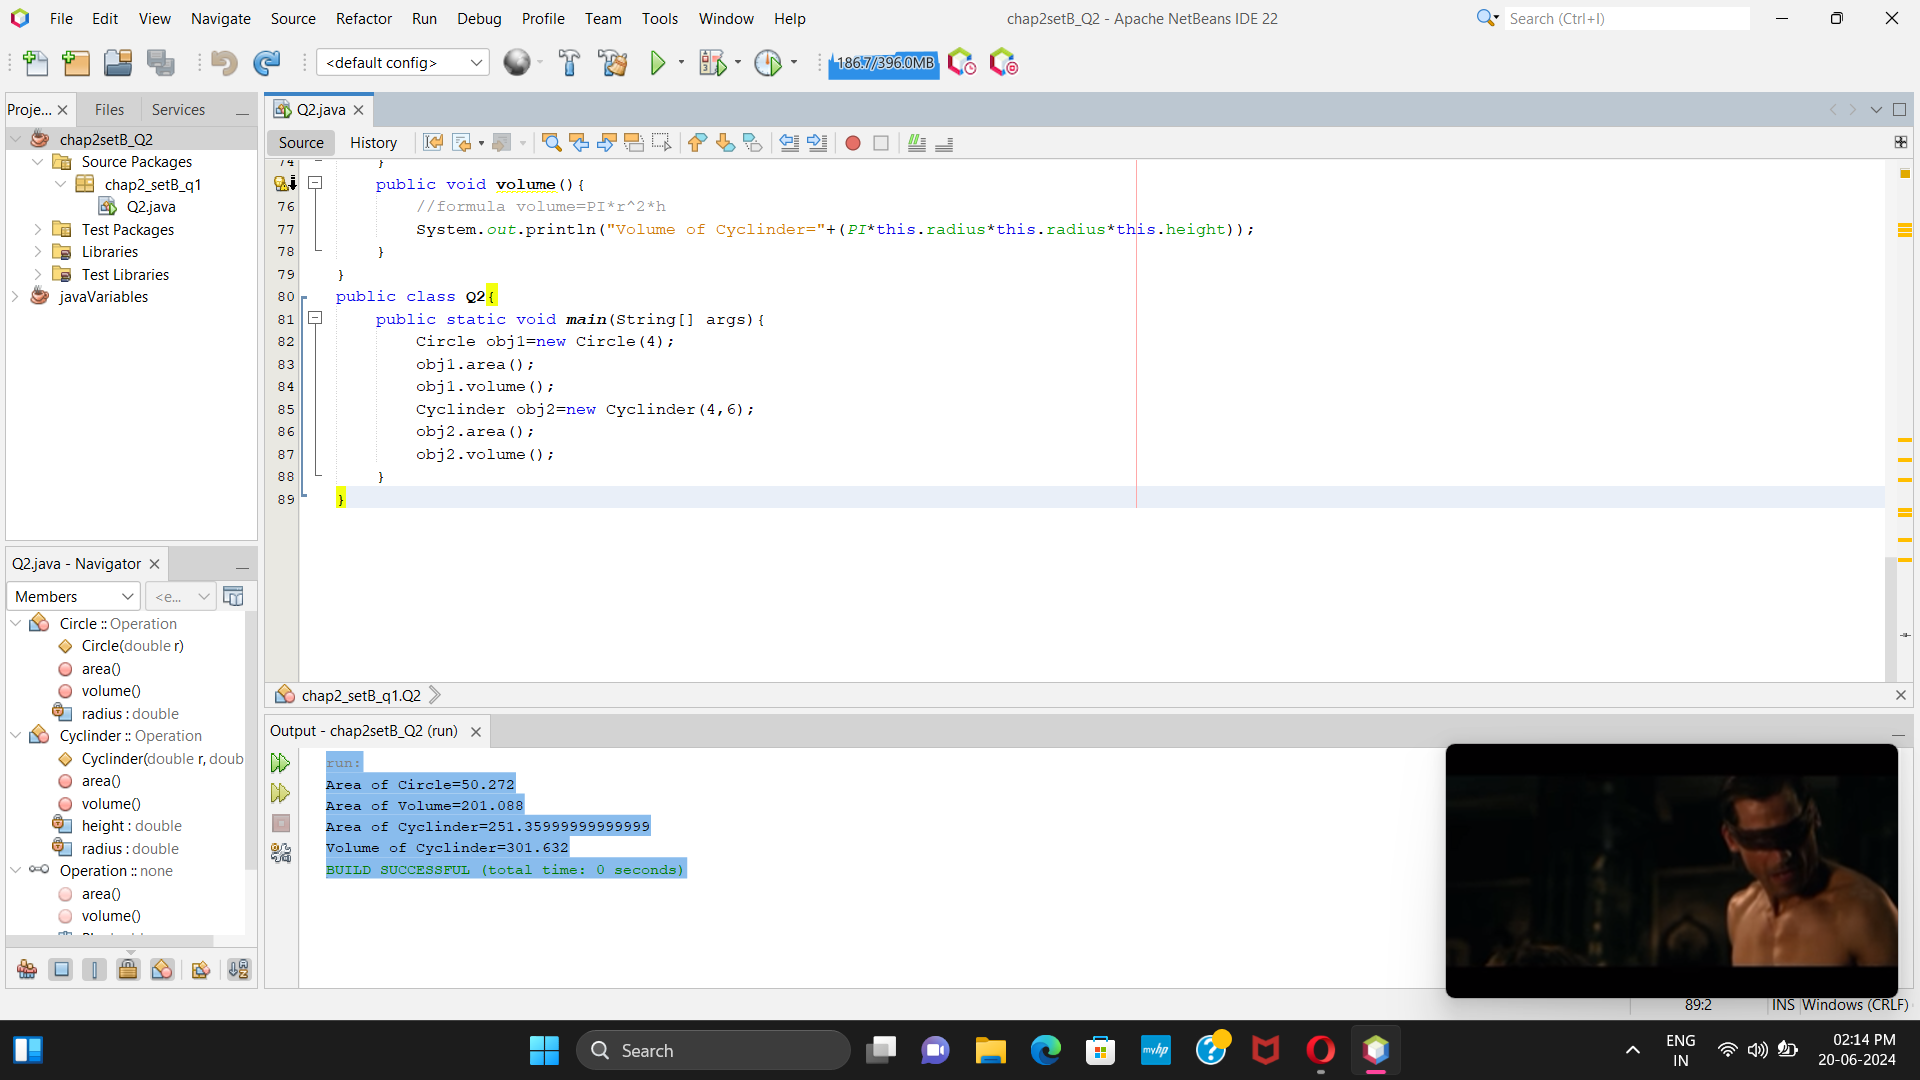 File Edit View Navigate Source Refactor Run Debug Profile Team Tools Window Help
chap2setB_Q2 - Apache NetBeans IDE 22
Search (Ctrl+I)
<default config>
186.7/396.0MB
Proje...
Files
Services
chap2setB_Q2
Source Packages
chap2_setB_q1
Q2.java
Test Packages
Libraries
Test Libraries
javaVariables
Q2.java
Source
History
74 }
public void volume(){
76 //formula volume=PI*r^2*h
77 System.out.println("Volume of Cyclinder="+(PI*this.radius*this.radius*this.height));
78 }
79 }
80 public class Q2{
81 public static void main(String[] args){
82 Circle obj1=new Circle(4);
83 obj1.area();
84 obj1.volume();
85 Cyclinder obj2=new Cyclinder(4,6);
86 obj2.area();
87 obj2.volume();
88 }
89 }
chap2_setB_q1.Q2
Q2.java - Navigator
Members
<e...
Circle :: Operation
Circle(double r)
area()
volume()
radius : double
Cyclinder :: Operation
Cyclinder(double r, doub
area()
volume()
height : double
radius : double
Operation :: none
area()
volume()
Output - chap2setB_Q2 (run)
run:
Area of Circle=50.272
Area of Volume=201.088
Area of Cyclinder=251.35999999999999
Volume of Cyclinder=301.632
BUILD SUCCESSFUL (total time: 0 seconds)
89:2
INS
Windows (CRLF)
Search
myhp
ENG
IN
02:14 PM
20-06-2024